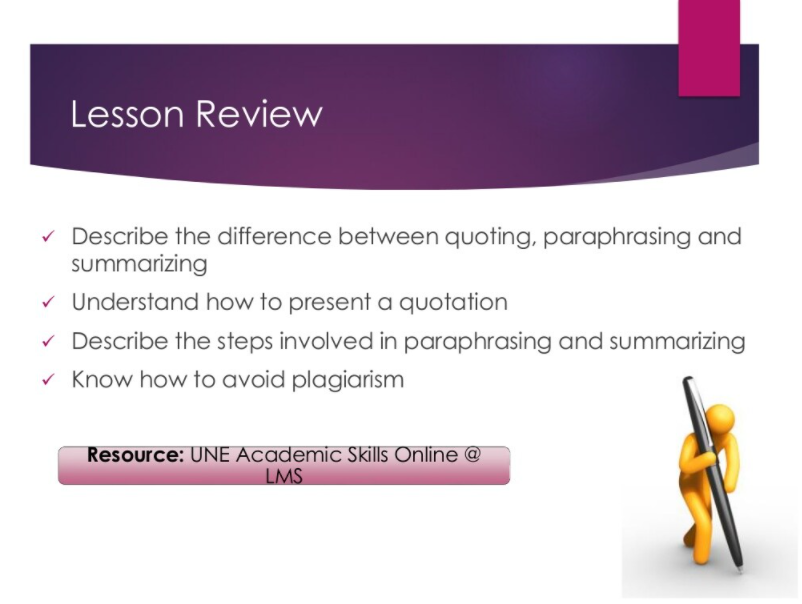 Lesson Review
Describe the difference between quoting, paraphrasing and
summarizing
Understand how to present a quotation
Describe the steps involved in paraphrasing and summarizing
Know how to avoid plagiarism
Resource: UNE Academic Skills Online @
LMS